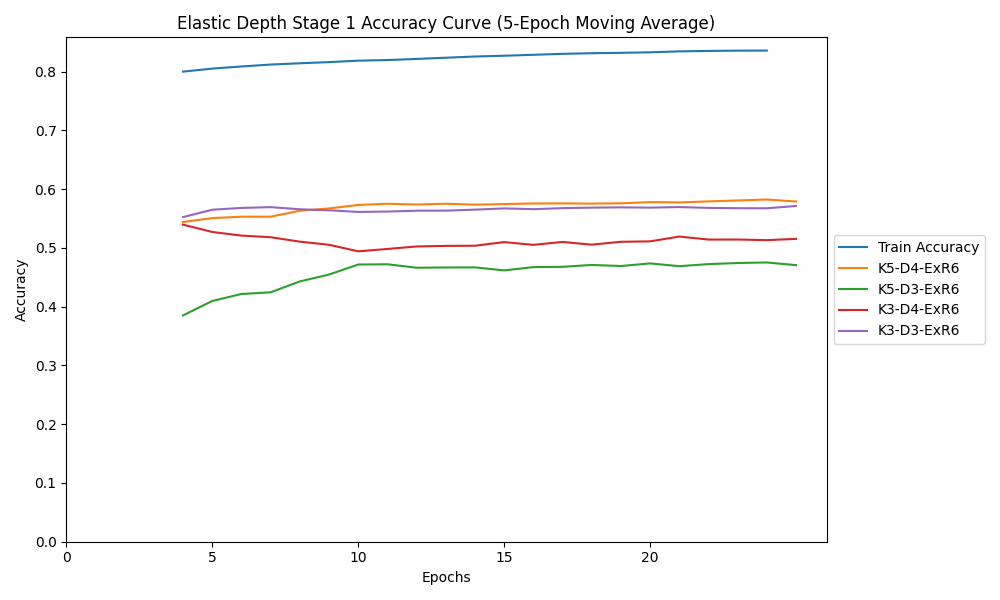 Elastic Depth Stage 1 Accuracy Curve (5-Epoch Moving Average)
Accuracy
0.8
0.7
0.6
0.5
0.4
0.3
0.2
0.1
0.0
0
5
10
15
20
Epochs
Train Accuracy
K5-D4-ExR6
K5-D3-ExR6
K3-D4-ExR6
K3-D3-ExR6